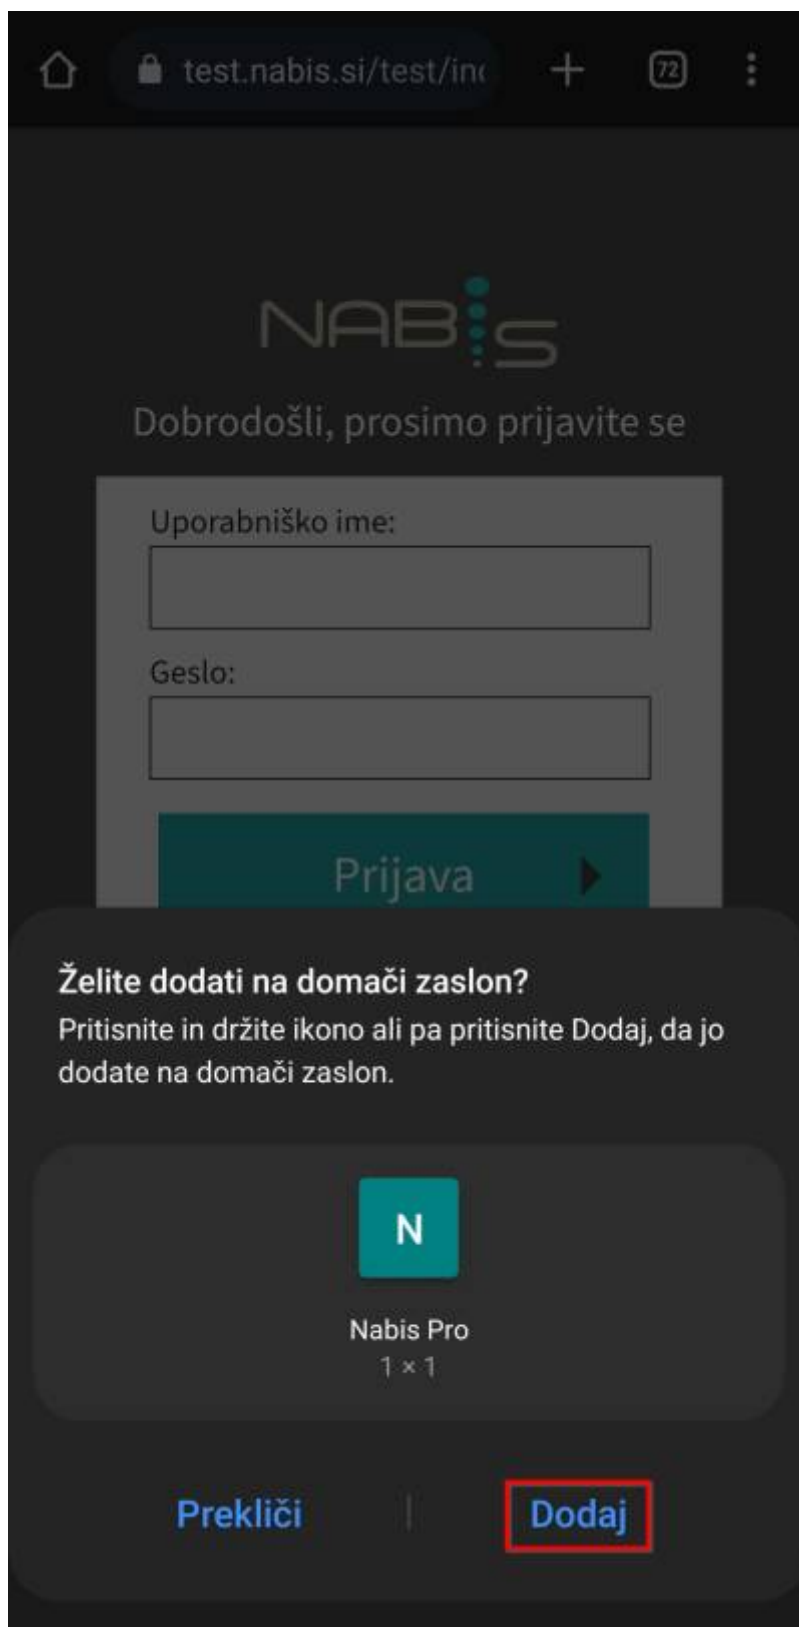 test.nabis.si/test/in
72
NABIS
Dobrodošli, prosimo prijavite se
Uporabniško ime:
Geslo:
Prijava
Želite dodati na domači zaslon?
Pritisnite in držite ikono ali pa pritisnite Dodaj, da jo
dodate na domači zaslon.
N
Nabis Pro
1 × 1
Prekliči
Dodaj